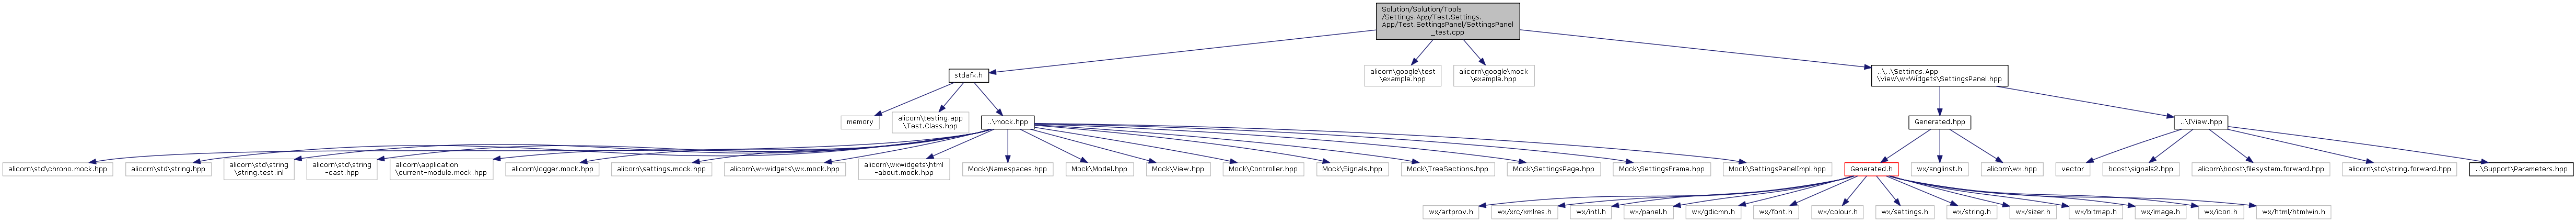 Solution/Solution/Tools
/Settings.App/Test.Settings.
App/Test.SettingsPanel/SettingsPanel
_test.cpp
stdafx.h
alicorn\google\test
\example.hpp
alicorn\google\mock
\example.hpp
..\..\Settings.App
\View\wxWidgets\SettingsPanel.hpp
memory
alicorn\testing.app
\Test.Class.hpp
..\mock.hpp
Generated.hpp
..\IView.hpp
alicorn\std\chrono.mock.hpp
alicorn\std\string.hpp
alicorn\std\string
\string.test.inl
alicorn\std\string
-cast.hpp
alicorn\application
\current-module.mock.hpp
alicorn\logger.mock.hpp
alicorn\settings.mock.hpp
alicorn\wxwidgets\wx.mock.hpp
alicorn\wxwidgets\html
-about.mock.hpp
Mock\Namespaces.hpp
Mock\Model.hpp
Mock\View.hpp
Mock\Controller.hpp
Mock\Signals.hpp
Mock\TreeSections.hpp
Mock\SettingsPage.hpp
Mock\SettingsFrame.hpp
Mock\SettingsPanelImpl.hpp
Generated.h
wx/snglinst.h
alicorn\wx.hpp
vector
boost\signals2.hpp
alicorn\boost\filesystem.forward.hpp
alicorn\std\string.forward.hpp
..\Support\Parameters.hpp
wx/artprov.h
wx/xrc/xmlres.h
wx/intl.h
wx/panel.h
wx/gdicmn.h
wx/font.h
wx/colour.h
wx/settings.h
wx/string.h
wx/sizer.h
wx/bitmap.h
wx/image.h
wx/icon.h
wx/html/htmlwin.h